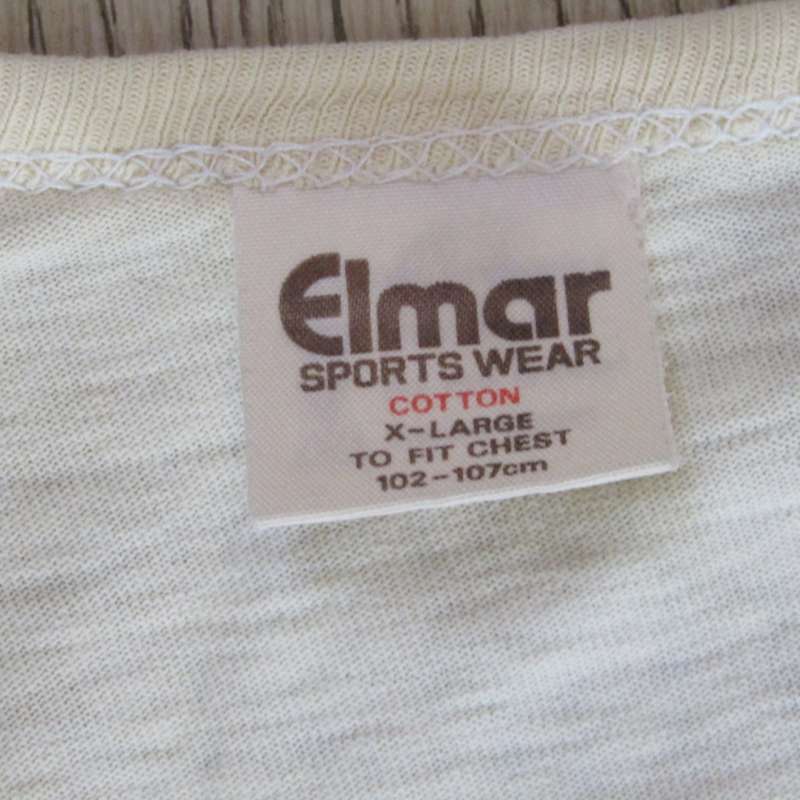 Elmar
SPORTS WEAR
COTTON
X-LARGE
TO FIT CHEST
102-107cm